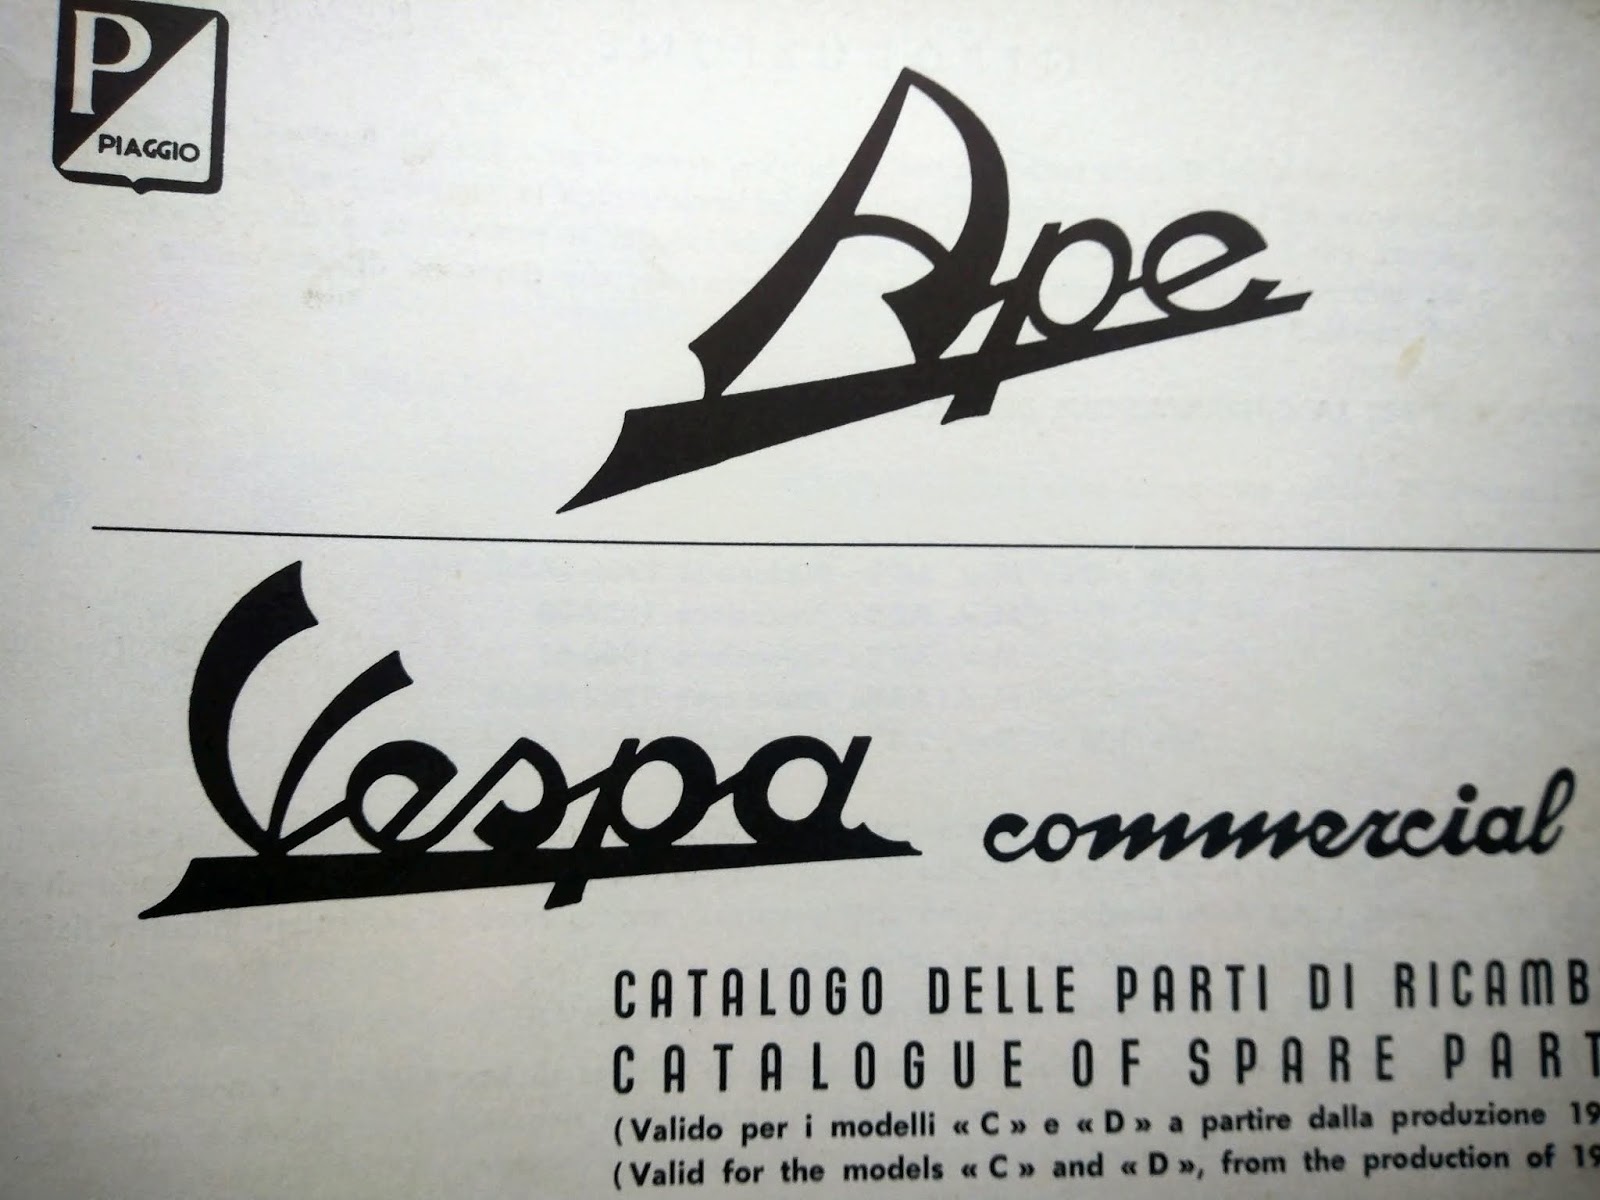 P
PIAGGIO
Ape
Vespa commercial
CATALOGO DELLE PARTI DI RICAMB
CATALOGUE OF SPARE PART
(Valido per i modelli « C » e « D » a partire dalla produzione 19
(Valid for the models « C » and « D », from the production of 19